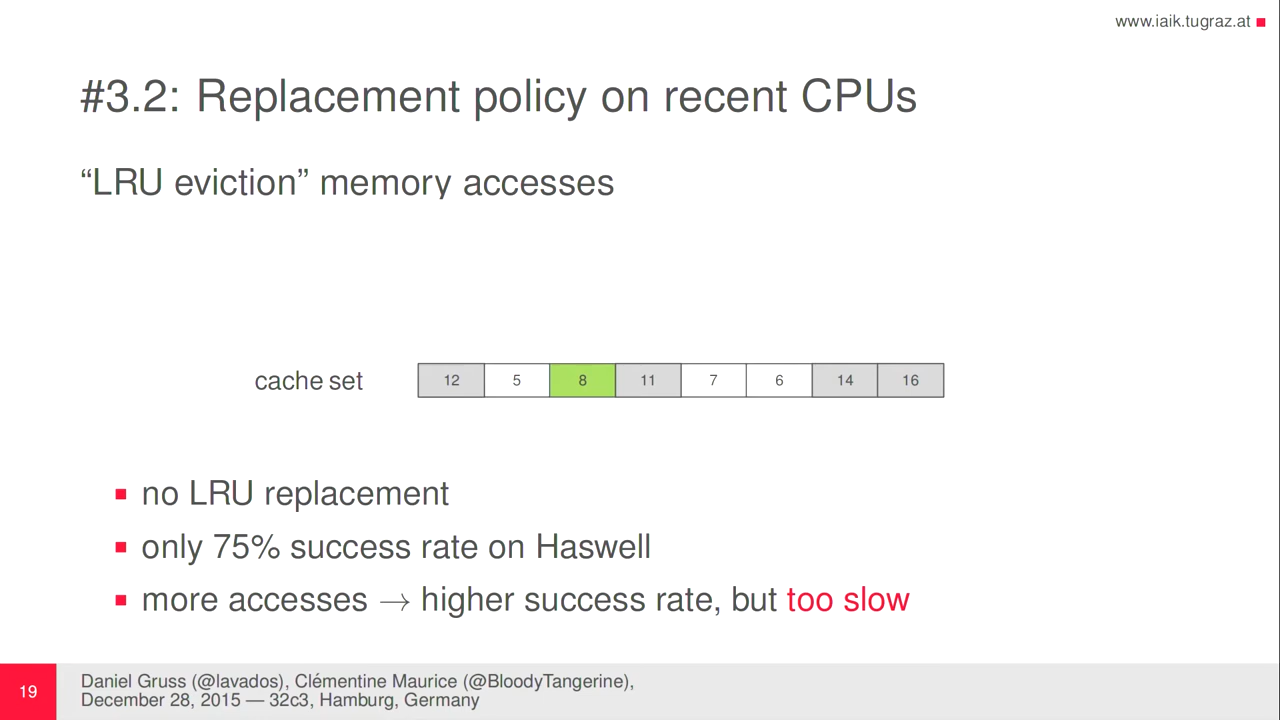 www.iaik.tugraz.at
#3.2: Replacement policy on recent CPUs
“LRU eviction” memory accesses
cache set 12 5 8 11 7 6 14 16
no LRU replacement
only 75% success rate on Haswell
more accesses → higher success rate, but too slow
19
Daniel Gruss (@lavados), Clémentine Maurice (@BloodyTangerine),
December 28, 2015 — 32c3, Hamburg, Germany